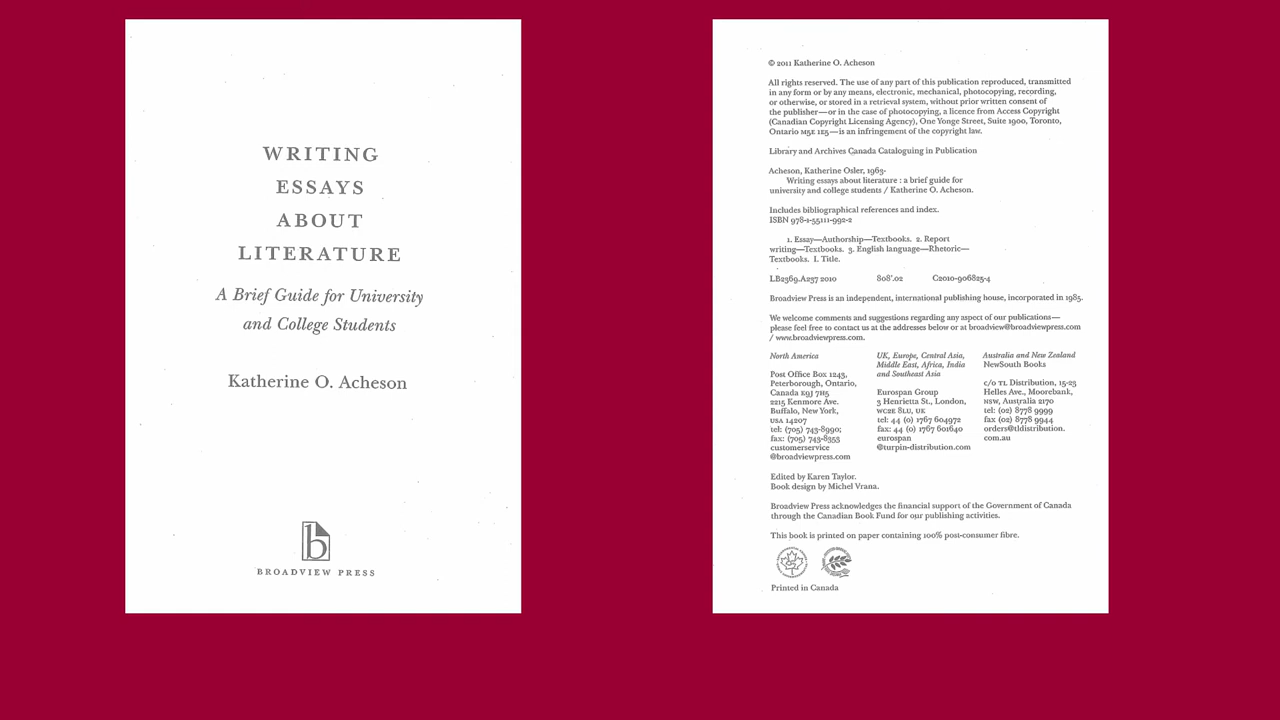 WRITING
ESSAYS
ABOUT
LITERATURE
A Brief Guide for University
and College Students
Katherine O. Acheson
b
BROADVIEW PRESS
© 2011 Katherine O. Acheson
All rights reserved. The use of any part of this publication reproduced, transmitted
in any form or by any means, electronic, mechanical, photocopying, recording,
or otherwise, or stored in a retrieval system, without prior written consent of
the publisher—or in the case of photocopying, a licence from Access Copyright
(Canadian Copyright Licensing Agency), One Yonge Street, Suite 1900, Toronto,
Ontario M5E 1E5—is an infringement of the copyright law.
Library and Archives Canada Cataloguing in Publication
Acheson, Katherine Osler, 1963-
Writing essays about literature : a brief guide for
university and college students / Katherine O. Acheson.
Includes bibliographical references and index.
ISBN 978-1-55111-992-2
1. Essay—Authorship—Textbooks. 2. Report
writing—Textbooks. 3. English language—Rhetoric—
Textbooks. I. Title.
LB2369.A237 2010 808'.02 C2010-906825-4
Broadview Press is an independent, international publishing house, incorporated in 1985.
We welcome comments and suggestions regarding any aspect of our publications—
please feel free to contact us at the addresses below or at broadview@broadviewpress.com
/ www.broadviewpress.com.
North America
Post Office Box 1243,
Peterborough, Ontario,
Canada K9J 7H5
2215 Kenmore Ave.
Buffalo, New York,
USA 14207
tel: (705) 743-8990;
fax: (705) 743-8353
customerservice
@broadviewpress.com
UK, Europe, Central Asia,
Middle East, Africa, India
and Southeast Asia
Eurospan Group
3 Henrietta St., London,
WC2E 8LU, UK
tel: 44 (0) 1767 604972
fax: 44 (0) 1767 601640
eurospan
@turpin-distribution.com
Australia and New Zealand
NewSouth Books
c/o TL Distribution, 15-23
Helles Ave., Moorebank,
NSW, Australia 2170
tel: (02) 8778 9999
fax (02) 8778 9944
orders@tldistribution.
com.au
Edited by Karen Taylor.
Book design by Michel Vrana.
Broadview Press acknowledges the financial support of the Government of Canada
through the Canadian Book Fund for our publishing activities.
This book is printed on paper containing 100% post-consumer fibre.
Printed in Canada